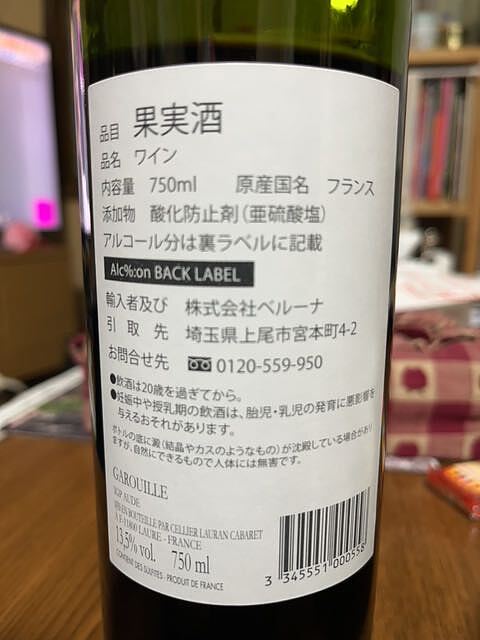 品目 果実酒
品名 ワイン
内容量 750ml 原産国名 フランス
添加物 酸化防止剤（亜硫酸塩）
アルコール分は裏ラベルに記載
Alc%:on BACK LABEL
輸入者及び 株式会社ベルーナ
引取先 埼玉県上尾市宮本町4-2
お問合せ先 0120-559-950
●飲酒は20歳を過ぎてから。
●妊娠中や授乳期の飲酒は、胎児・乳児の発育に悪影響を
与えるおそれがあります。
ボトルの底に澱（結晶やカスのようなもの）が沈殿している場合があり
ますが、自然にできるもので人体には無害です。
GAROUILLE
IGP AUDE
MIS EN BOUTEILLE PAR CELLIER LAURAN CABARET
À F-11800 LAURE - FRANCE
13,5% vol. 750 ml
CONTIENT DES SULFITES - PRODUIT DE FRANCE
3 345551 000558